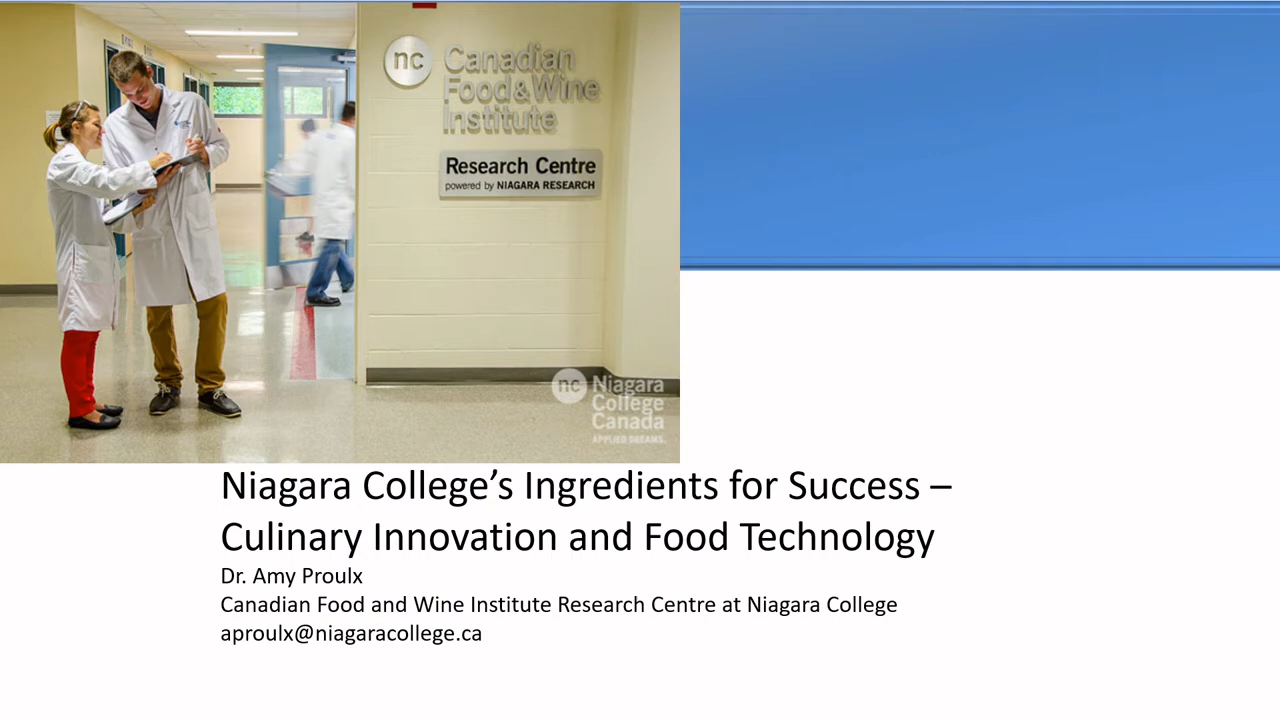 nc
Canadian
Food&Wine
Institute
Research Centre
powered by NIAGARA RESEARCH
nc
Niagara
College
Canada
APPLIED DREAMS.
Niagara College’s Ingredients for Success –
Culinary Innovation and Food Technology
Dr. Amy Proulx
Canadian Food and Wine Institute Research Centre at Niagara College
aproulx@niagaracollege.ca